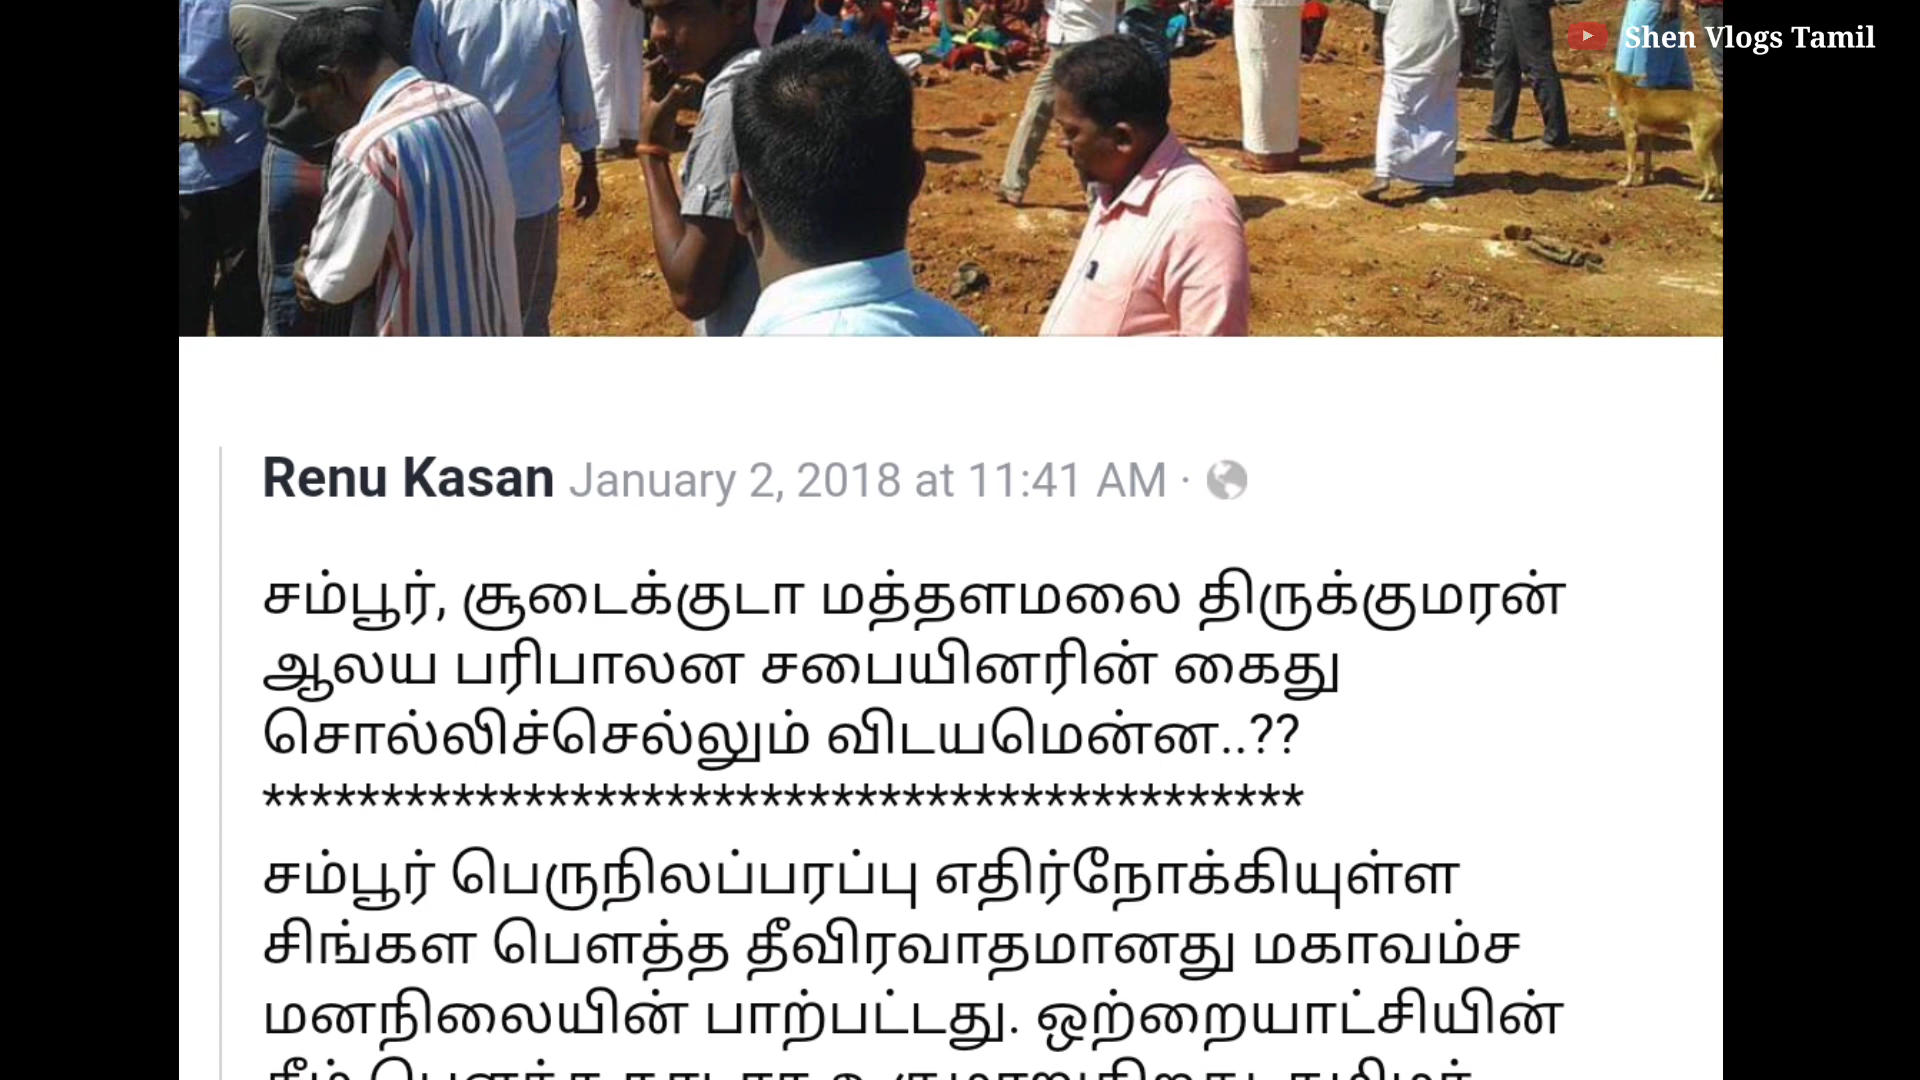 Shen Vlogs Tamil
Renu Kasan January 2, 2018 at 11:41 AM ·
சம்பூர், சூடைக்குடா மத்தளமலை திருக்குமரன்
ஆலய பரிபாலன சபையினரின் கைது
சொல்லிச்செல்லும் விடயமென்ன..??
*******************************************
சம்பூர் பெருநிலப்பரப்பு எதிர்நோக்கியுள்ள
சிங்கள பௌத்த தீவிரவாதமானது மகாவம்ச
மனநிலையின் பாற்பட்டது. ஒற்றையாட்சியின்